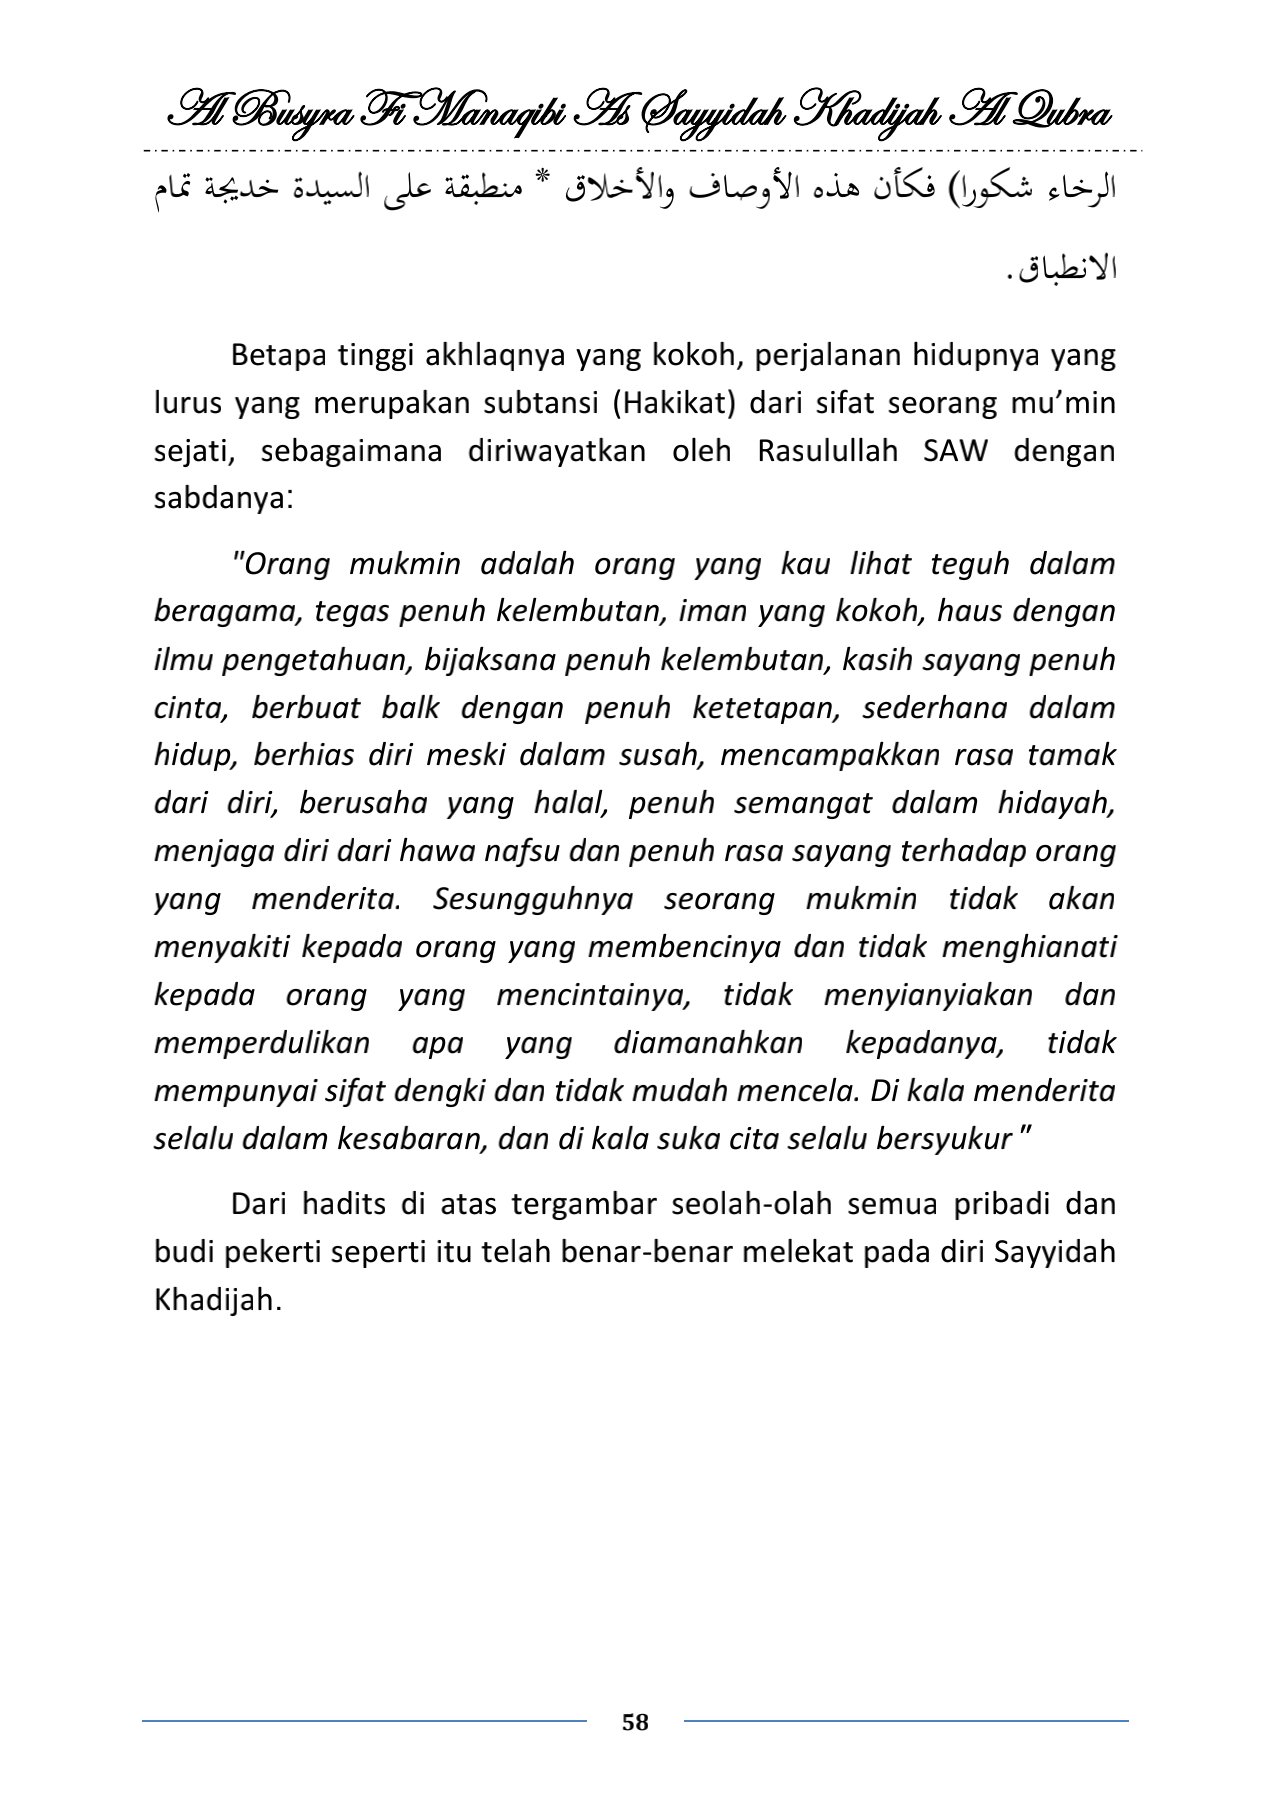 Al Busyra Fi Manaqibi As Sayyidah Khadijah Al Qubra
الرخاء شكورا) فكأن هذه الأوصاف والأخلاق * منطبقة على السيدة خديجة تمام
الانطباق.
Betapa tinggi akhlaqnya yang kokoh, perjalanan hidupnya yang
lurus yang merupakan subtansi (Hakikat) dari sifat seorang mu’min
sejati, sebagaimana diriwayatkan oleh Rasulullah SAW dengan
sabdanya:
"Orang mukmin adalah orang yang kau lihat teguh dalam
beragama, tegas penuh kelembutan, iman yang kokoh, haus dengan
ilmu pengetahuan, bijaksana penuh kelembutan, kasih sayang penuh
cinta, berbuat balk dengan penuh ketetapan, sederhana dalam
hidup, berhias diri meski dalam susah, mencampakkan rasa tamak
dari diri, berusaha yang halal, penuh semangat dalam hidayah,
menjaga diri dari hawa nafsu dan penuh rasa sayang terhadap orang
yang menderita. Sesungguhnya seorang mukmin tidak akan
menyakiti kepada orang yang membencinya dan tidak menghianati
kepada orang yang mencintainya, tidak menyianyiakan dan
memperdulikan apa yang diamanahkan kepadanya, tidak
mempunyai sifat dengki dan tidak mudah mencela. Di kala menderita
selalu dalam kesabaran, dan di kala suka cita selalu bersyukur "
Dari hadits di atas tergambar seolah-olah semua pribadi dan
budi pekerti seperti itu telah benar-benar melekat pada diri Sayyidah
Khadijah.
58